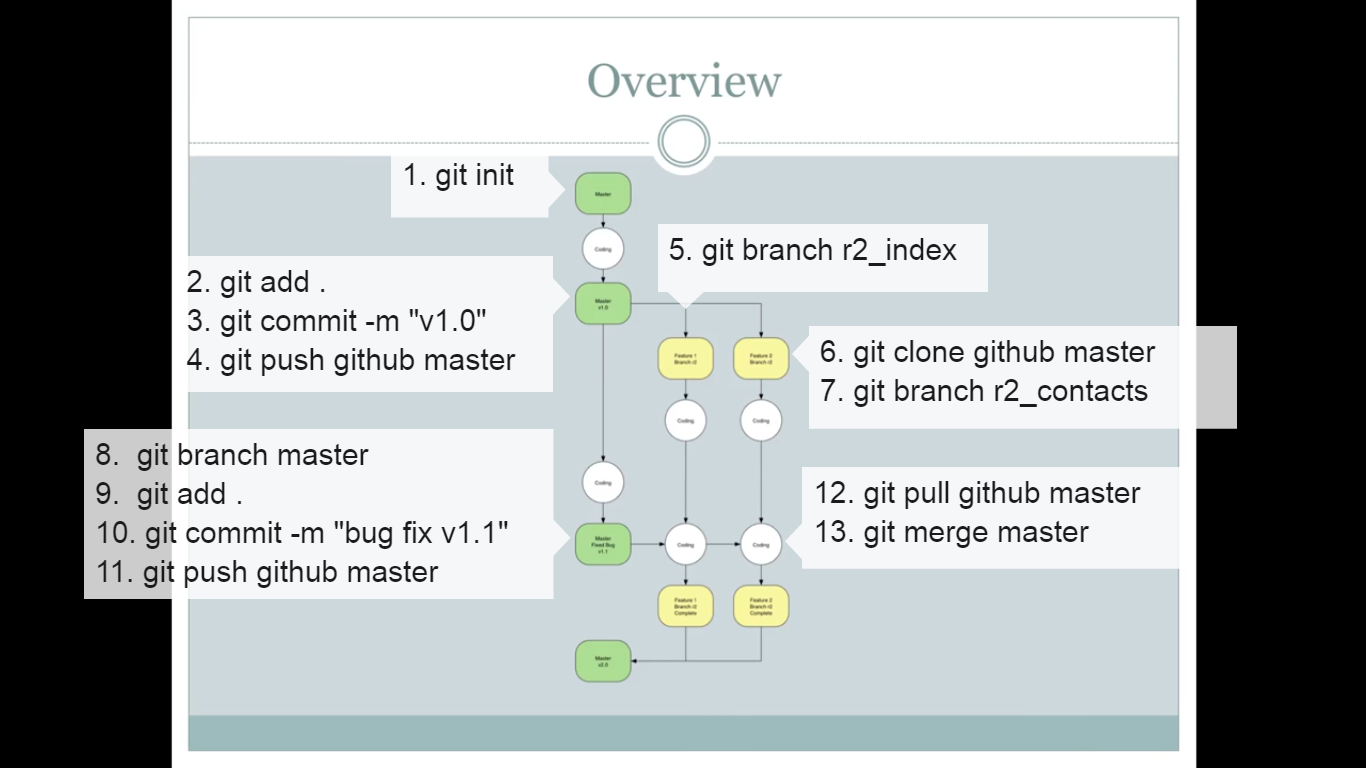 Overview
1. git init
Master
Coding
5. git branch r2_index
2. git add .
3. git commit -m "v1.0"
4. git push github master
Master
v1.0
Feature 1
Branch r2
Feature 2
Branch r2
6. git clone github master
7. git branch r2_contacts
Coding
Coding
8. git branch master
9. git add .
10. git commit -m "bug fix v1.1"
11. git push github master
Coding
Master
Fixed Bug
v1.1
Coding
Coding
12. git pull github master
13. git merge master
Feature 1
Branch r2
Complete
Feature 2
Branch r2
Complete
Master
v2.0